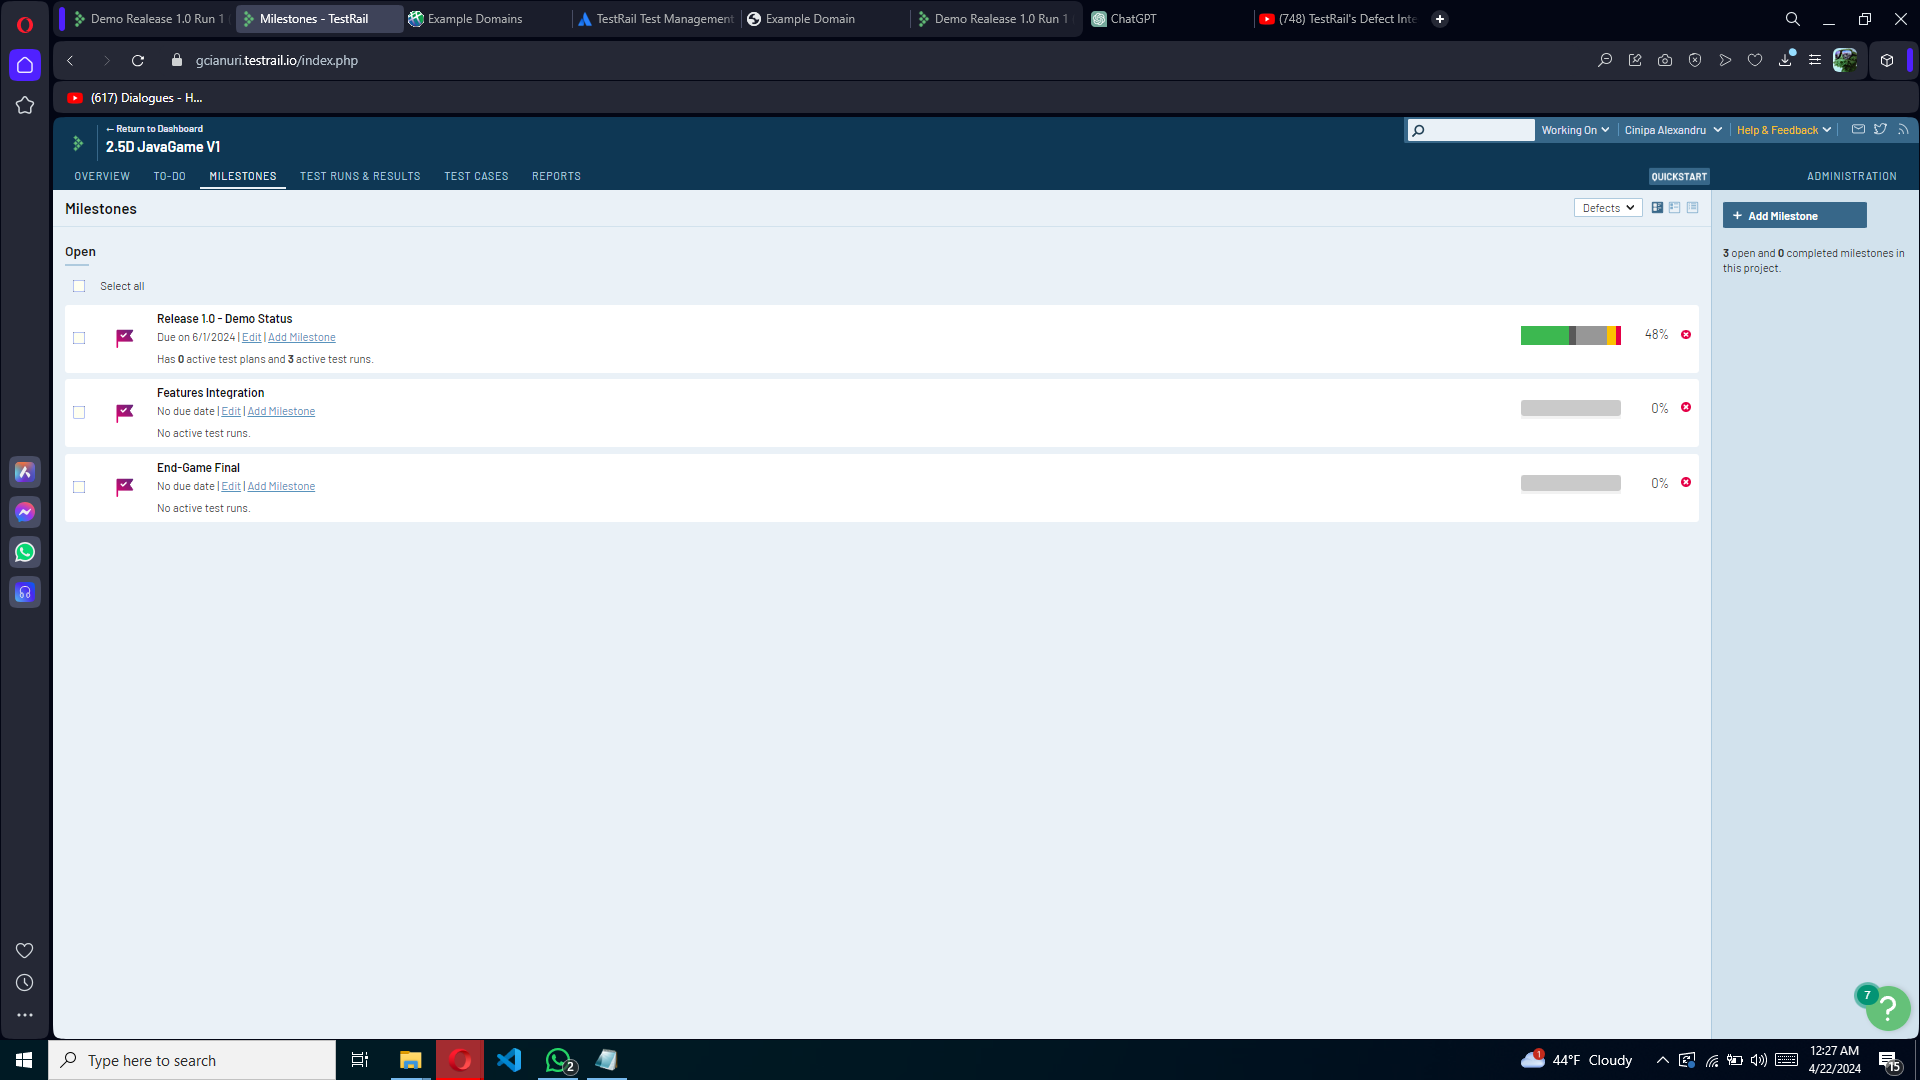 Demo Realease 1.0 Run 1
Milestones - TestRail
Example Domains
TestRail Test Management
Example Domain
Demo Realease 1.0 Run 1
ChatGPT
(748) TestRail's Defect Inte
gcianuri.testrail.io/index.php
(617) Dialogues - H...
← Return to Dashboard
2.5D JavaGame V1
Working On
Cinipa Alexandru
Help & Feedback
OVERVIEW
TO-DO
MILESTONES
TEST RUNS & RESULTS
TEST CASES
REPORTS
QUICKSTART
ADMINISTRATION
Milestones
Defects
+ Add Milestone
3 open and 0 completed milestones in
this project.
Open
Select all
Release 1.0 - Demo Status
Due on 6/1/2024 | Edit | Add Milestone
Has 0 active test plans and 3 active test runs.
48%
Features Integration
No due date | Edit | Add Milestone
No active test runs.
0%
End-Game Final
No due date | Edit | Add Milestone
No active test runs.
0%
7
?
Type here to search
2
1
44°F Cloudy
12:27 AM
4/22/2024
15